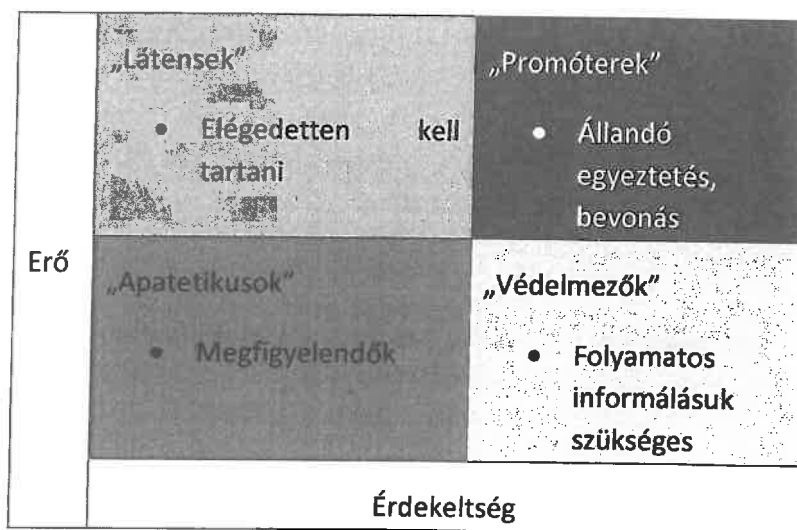 „Látensek”
• Elégedetten kell
tartani
„Promóterek”
• Állandó
egyeztetés,
bevonás
Erő
„Apatetikusok”
• Megfigyelendők
„Védelmezők”
• Folyamatos
informálásuk
szükséges
Érdekeltség